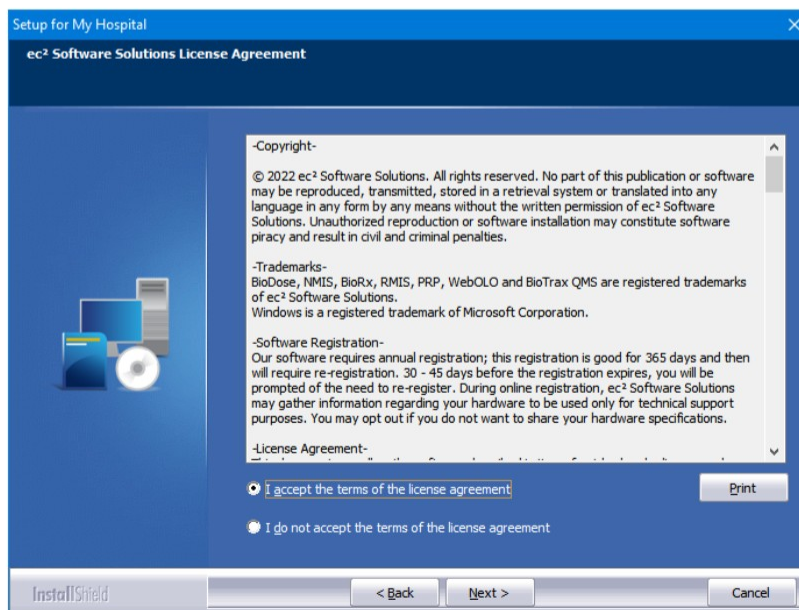 Setup for My Hospital
ec² Software Solutions License Agreement
-Copyright-
© 2022 ec² Software Solutions. All rights reserved. No part of this publication or software
may be reproduced, transmitted, stored in a retrieval system or translated into any
language in any form by any means without the written permission of ec² Software
Solutions. Unauthorized reproduction or software installation may constitute software
piracy and result in civil and criminal penalties.
-Trademarks-
BioDose, NMIS, BioRx, RMIS, PRP, WebOLO and BioTrax QMS are registered trademarks
of ec² Software Solutions.
Windows is a registered trademark of Microsoft Corporation.
-Software Registration-
Our software requires annual registration; this registration is good for 365 days and then
will require re-registration. 30 - 45 days before the registration expires, you will be
prompted of the need to re-register. During online registration, ec² Software Solutions
may gather information regarding your hardware to be used only for technical support
purposes. You may opt out if you do not want to share your hardware specifications.
-License Agreement-
I accept the terms of the license agreement
Print
I do not accept the terms of the license agreement
InstallShield
< Back
Next >
Cancel